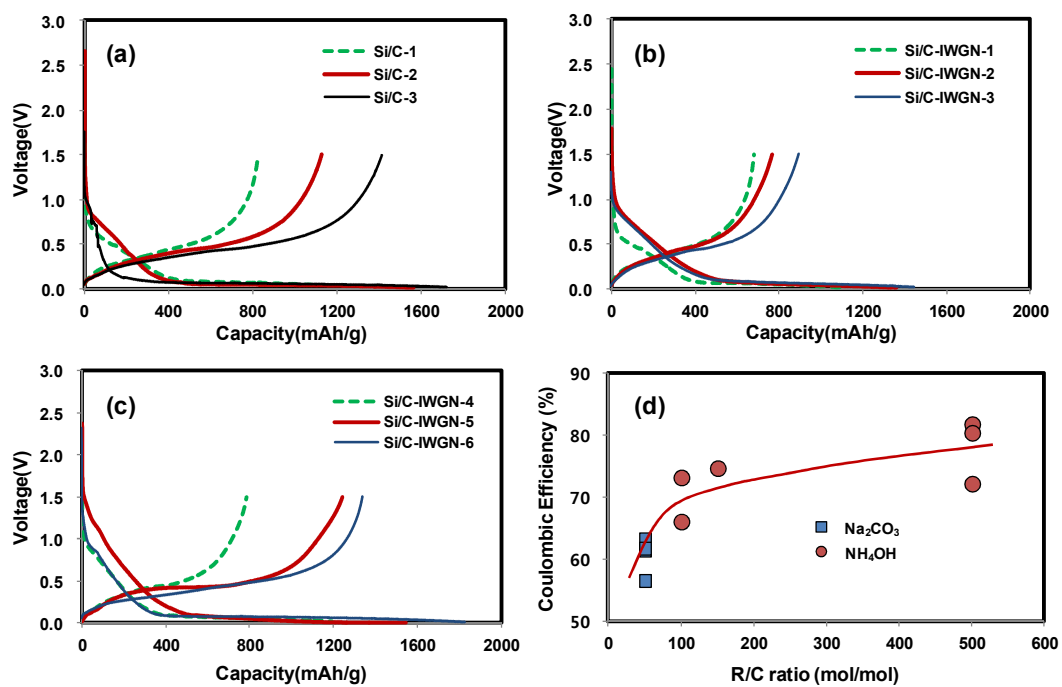 (a)
Si/C-1
Si/C-2
Si/C-3
3.0
2.5
2.0
1.5
1.0
0.5
0.0
Voltage(V)
0
400
800
1200
1600
2000
Capacity(mAh/g)
(b)
Si/C-IWGN-1
Si/C-IWGN-2
Si/C-IWGN-3
3.0
2.5
2.0
1.5
1.0
0.5
0.0
Voltage(V)
0
400
800
1200
1600
2000
Capacity(mAh/g)
(c)
Si/C-IWGN-4
Si/C-IWGN-5
Si/C-IWGN-6
3.0
2.5
2.0
1.5
1.0
0.5
0.0
Voltage(V)
0
400
800
1200
1600
2000
Capacity(mAh/g)
(d)
90
80
70
60
50
Coulombic Efficiency (%)
Na₂CO₃
NH₄OH
0
100
200
300
400
500
600
R/C ratio (mol/mol)